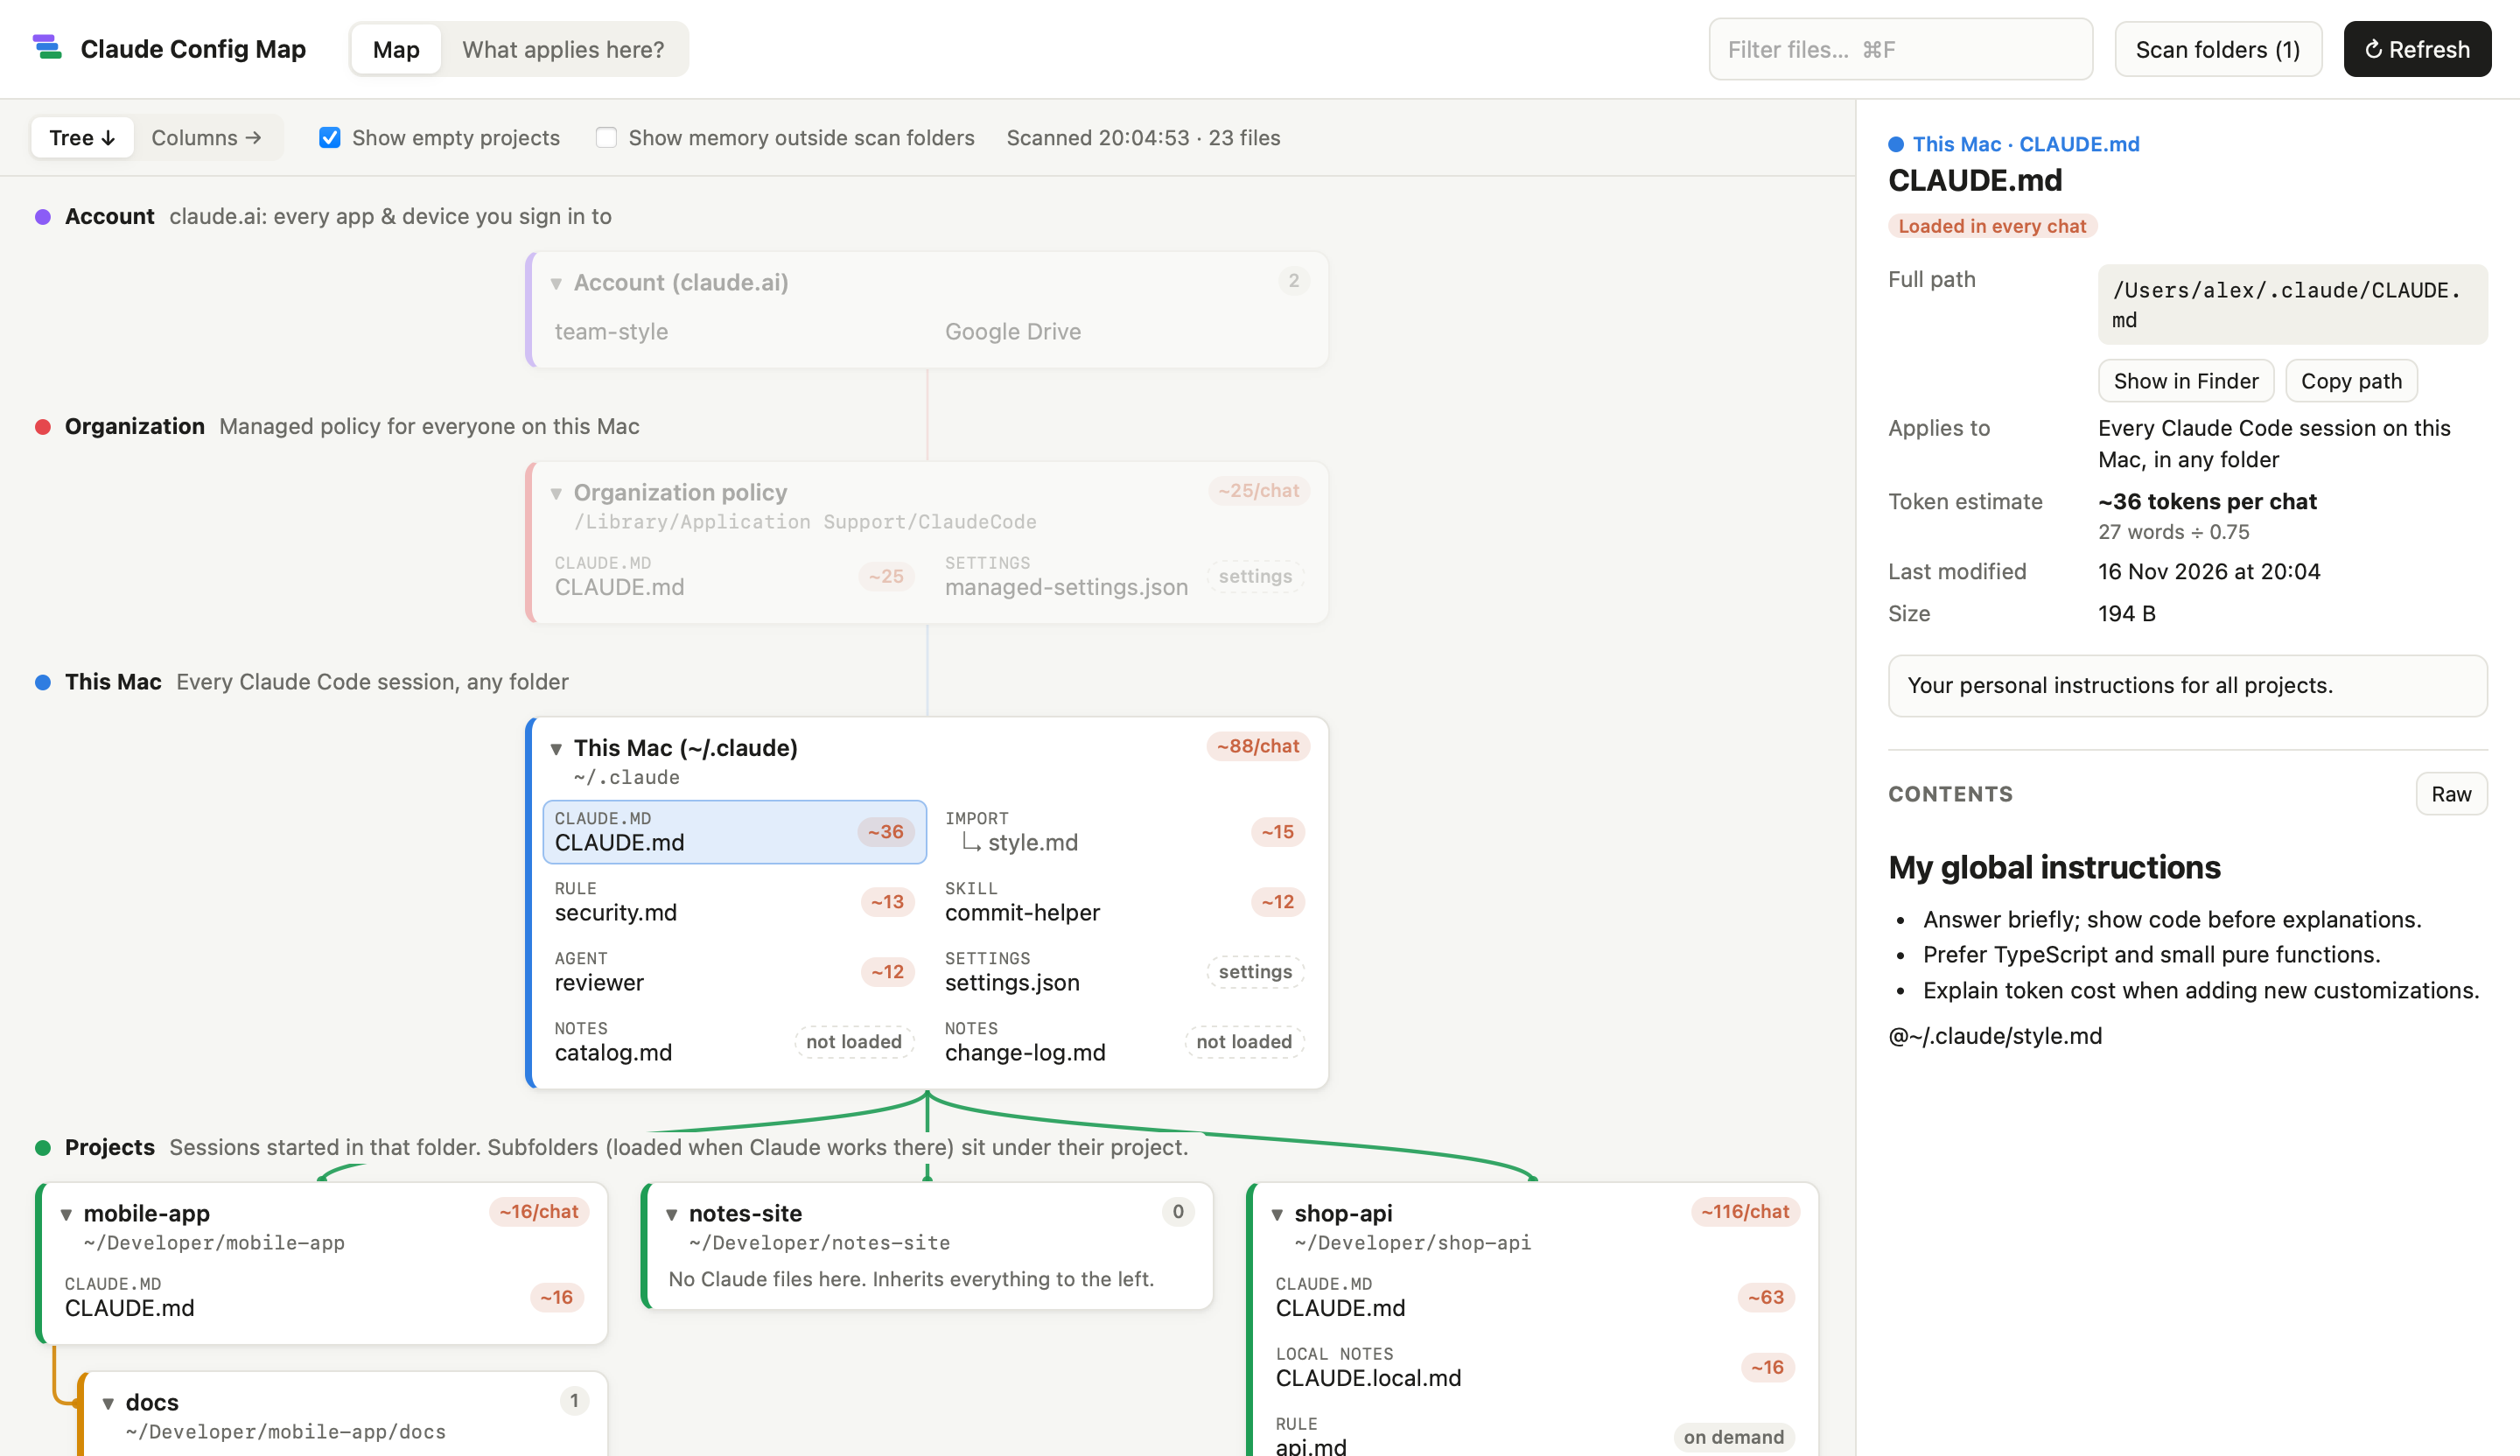 Claude Config Map
Map
What applies here?
Filter files... ⌘F
Scan folders (1)
↻ Refresh
Tree ↓
Columns →
Show empty projects
Show memory outside scan folders
Scanned 20:04:53 · 23 files
Account claude.ai: every app & device you sign in to
▼ Account (claude.ai) 2
team-style
Google Drive
Organization Managed policy for everyone on this Mac
▼ Organization policy ~25/chat
/Library/Application Support/ClaudeCode
CLAUDE.MD
CLAUDE.md ~25
SETTINGS
managed-settings.json settings
This Mac Every Claude Code session, any folder
▼ This Mac (~/.claude) ~88/chat
~/.claude
CLAUDE.MD
CLAUDE.md ~36
IMPORT
style.md ~15
RULE
security.md ~13
SKILL
commit-helper ~12
AGENT
reviewer ~12
SETTINGS
settings.json settings
NOTES
catalog.md not loaded
NOTES
change-log.md not loaded
Projects Sessions started in that folder. Subfolders (loaded when Claude works there) sit under their project.
▼ mobile-app ~16/chat
~/Developer/mobile-app
CLAUDE.MD
CLAUDE.md ~16
▼ docs 1
~/Developer/mobile-app/docs
▼ notes-site 0
~/Developer/notes-site
No Claude files here. Inherits everything to the left.
▼ shop-api ~116/chat
~/Developer/shop-api
CLAUDE.MD
CLAUDE.md ~63
LOCAL NOTES
CLAUDE.local.md ~16
RULE
api.md on demand
This Mac · CLAUDE.md
CLAUDE.md
Loaded in every chat
Full path
/Users/alex/.claude/CLAUDE.
md
Show in Finder
Copy path
Applies to
Every Claude Code session on this
Mac, in any folder
Token estimate
~36 tokens per chat
27 words ÷ 0.75
Last modified
16 Nov 2026 at 20:04
Size
194 B
Your personal instructions for all projects.
CONTENTS
Raw
My global instructions
• Answer briefly; show code before explanations.
• Prefer TypeScript and small pure functions.
• Explain token cost when adding new customizations.
@~/.claude/style.md